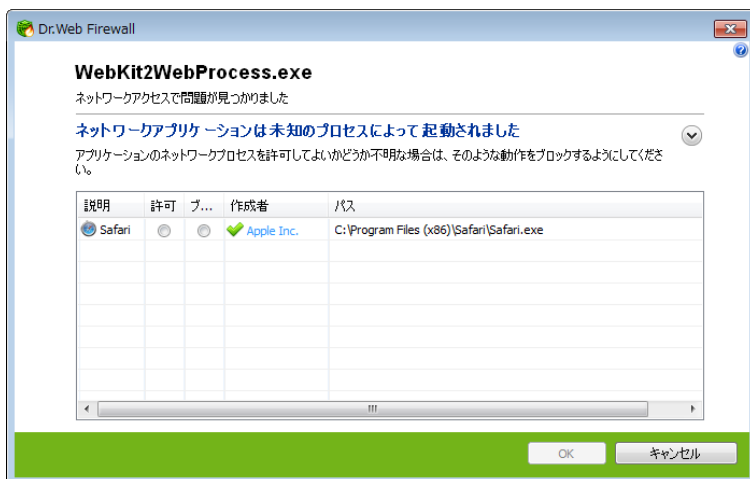 Dr.Web Firewall
WebKit2WebProcess.exe
ネットワークアクセスで問題が見つかりました
ネットワークアプリケーションは未知のプロセスによって起動されました
アプリケーションのネットワークプロセスを許可してよいかどうか不明な場合は、そのような動作をブロックするようにしてくださ
い。
説明 許可 ブ... 作成者 パス
Safari Apple Inc. C:\Program Files (x86)\Safari\Safari.exe
OK キャンセル